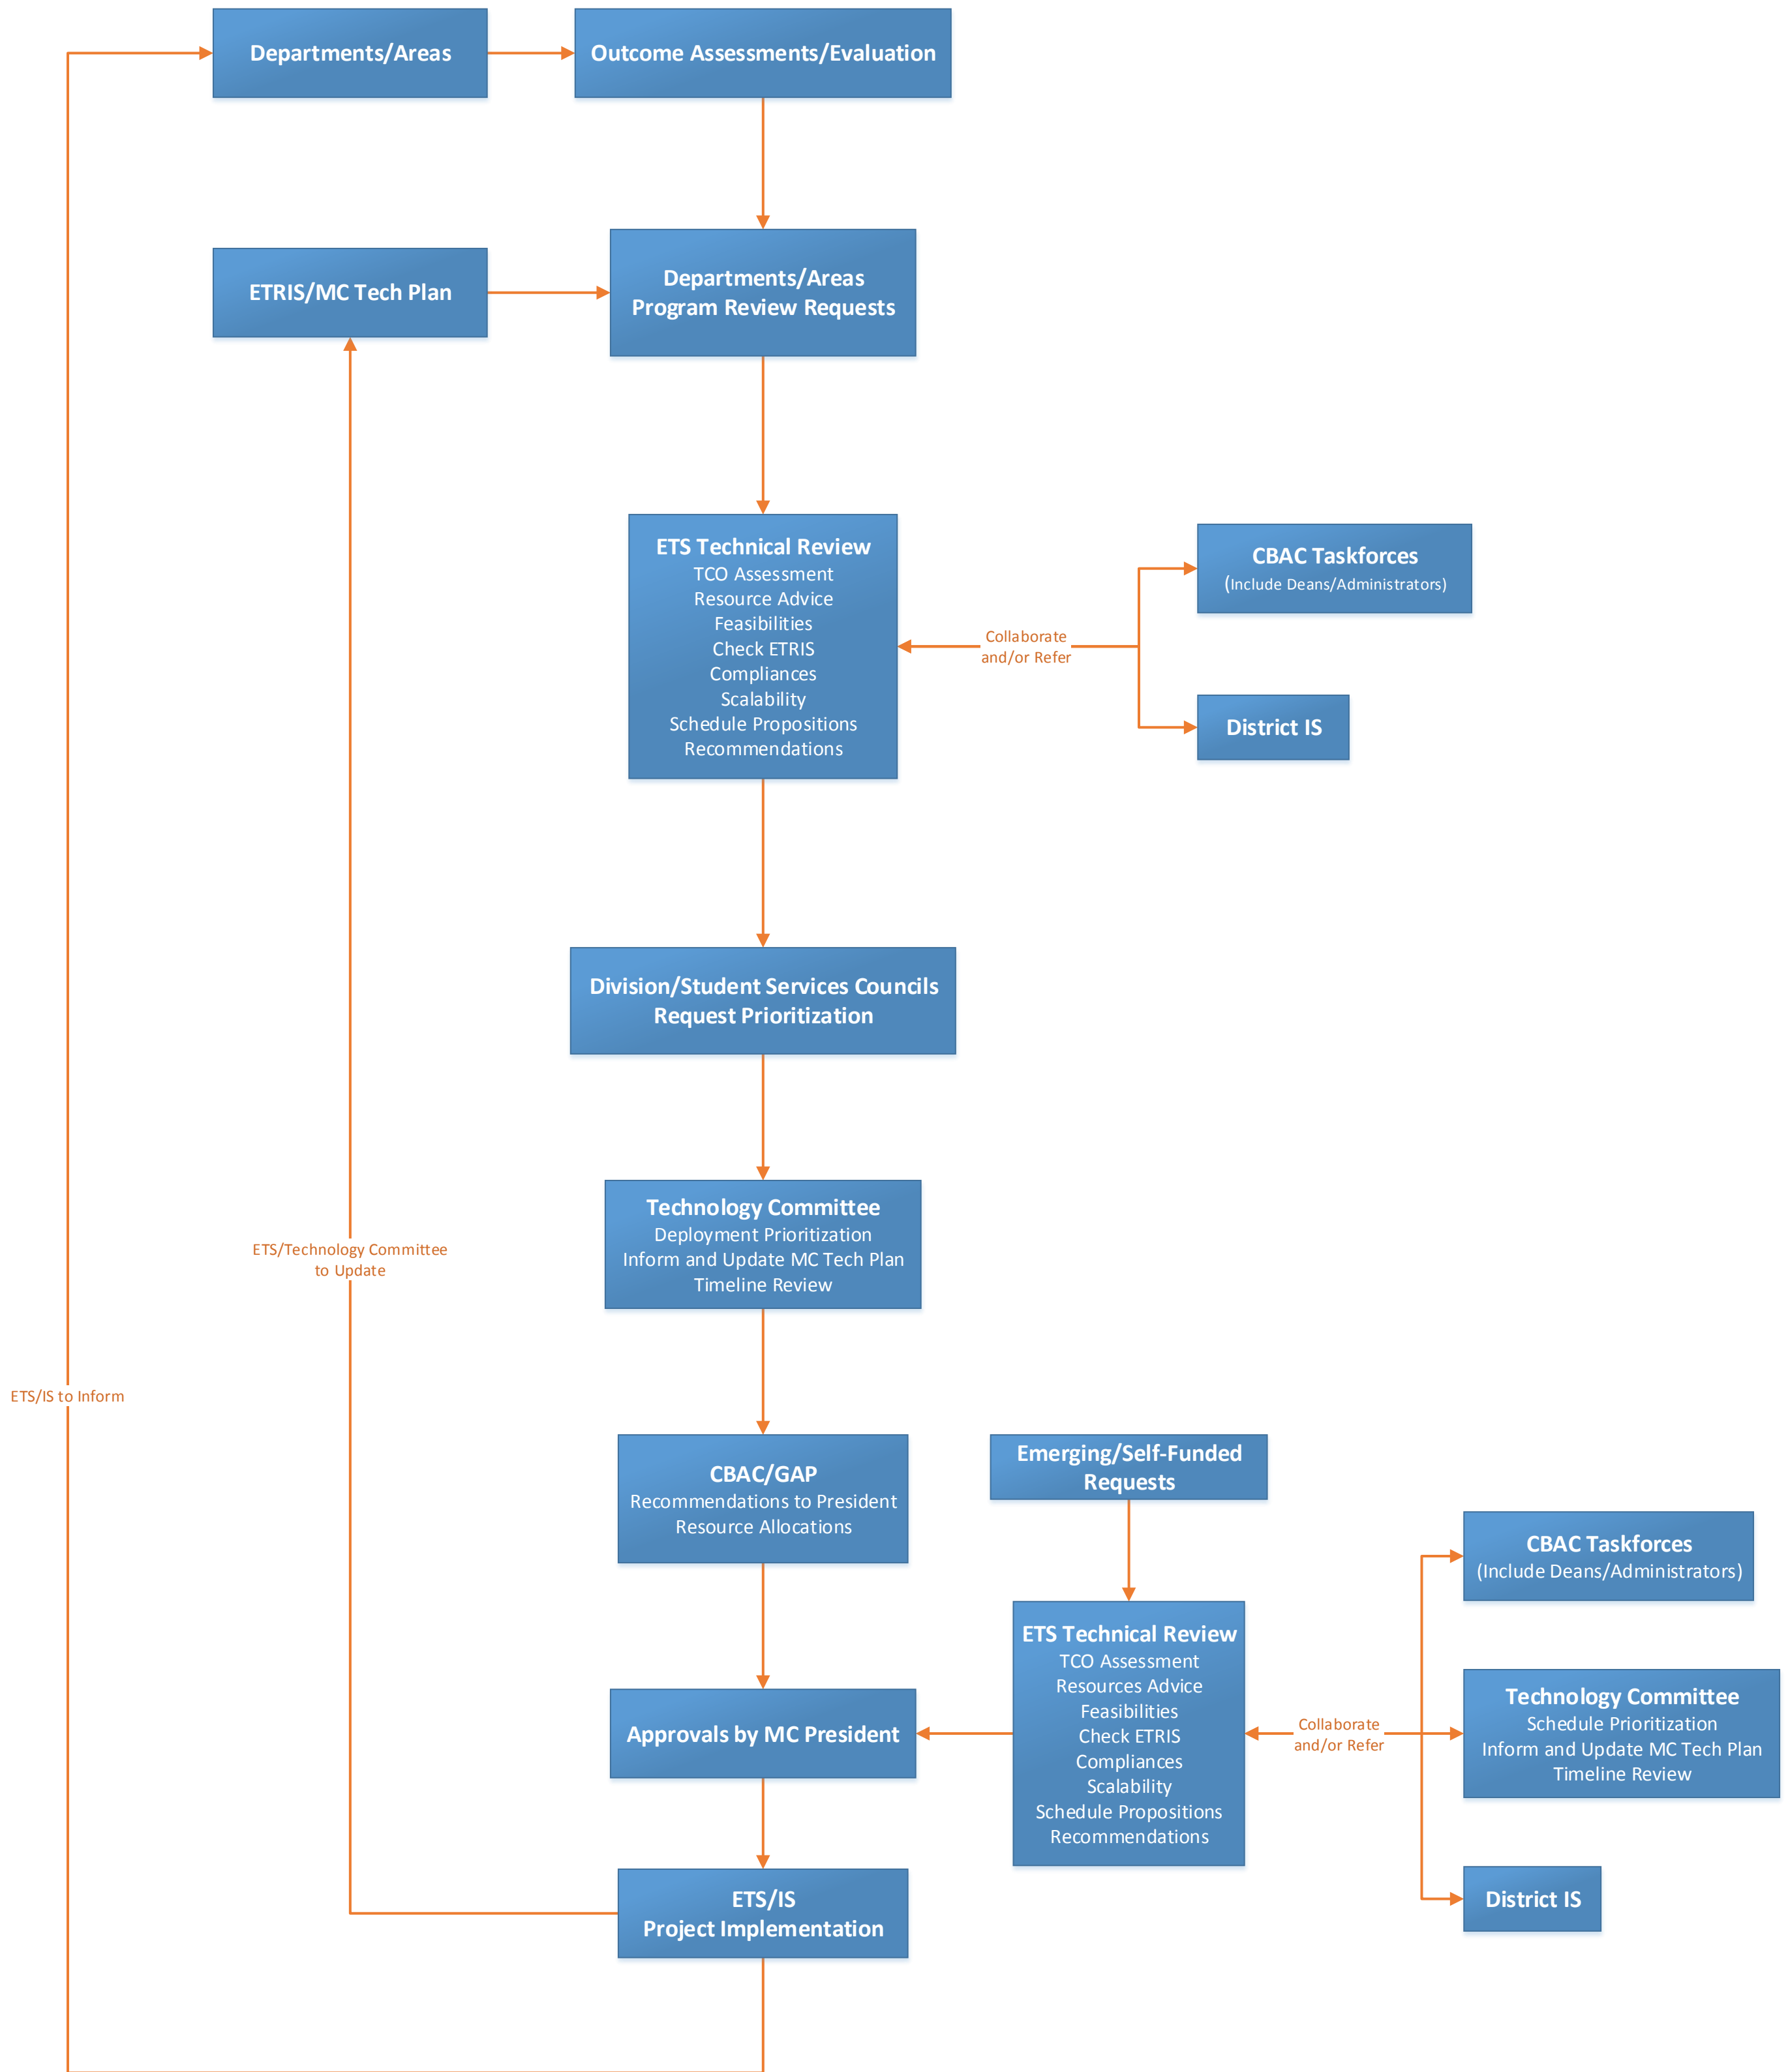 Departments/Areas
Outcome Assessments/Evaluation
ETRIS/MC Tech Plan
Departments/Areas
Program Review Requests
ETS Technical Review
TCO Assessment
Resource Advice
Feasibilities
Check ETRIS
Compliances
Scalability
Schedule Propositions
Recommendations
Collaborate
and/or Refer
CBAC Taskforces
(Include Deans/Administrators)
District IS
Division/Student Services Councils
Request Prioritization
Technology Committee
Deployment Prioritization
Inform and Update MC Tech Plan
Timeline Review
ETS/Technology Committee
to Update
ETS/IS to Inform
CBAC/GAP
Recommendations to President
Resource Allocations
Emerging/Self-Funded
Requests
ETS Technical Review
TCO Assessment
Resources Advice
Feasibilities
Check ETRIS
Compliances
Scalability
Schedule Propositions
Recommendations
Collaborate
and/or Refer
CBAC Taskforces
(Include Deans/Administrators)
Technology Committee
Schedule Prioritization
Inform and Update MC Tech Plan
Timeline Review
District IS
Approvals by MC President
ETS/IS
Project Implementation